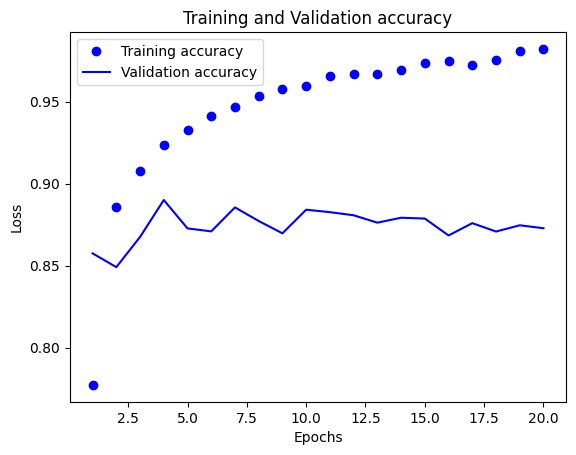 Training and Validation accuracy
Training accuracy
Validation accuracy
Loss
0.95
0.90
0.85
0.80
2.5 5.0 7.5 10.0 12.5 15.0 17.5 20.0
Epochs